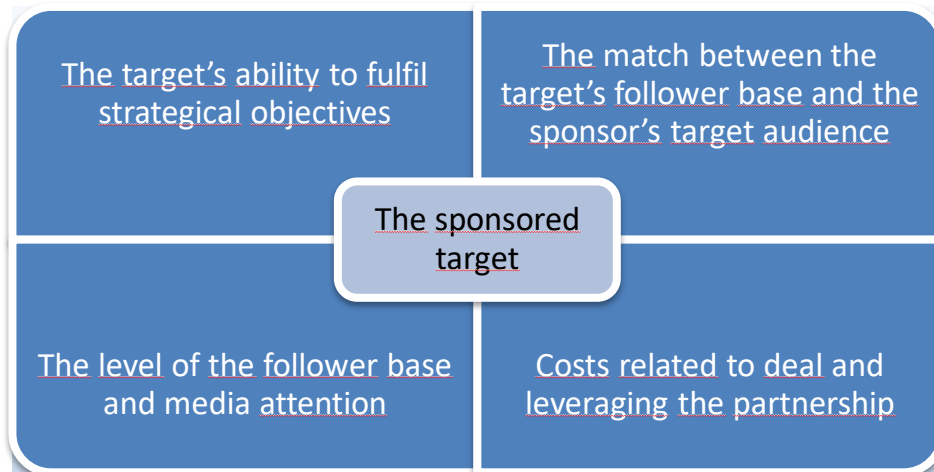 The target's ability to fulfil
strategical objectives
The match between the
target's follower base and the
sponsor's target audience
The sponsored
target
The level of the follower base
and media attention
Costs related to deal and
leveraging the partnership